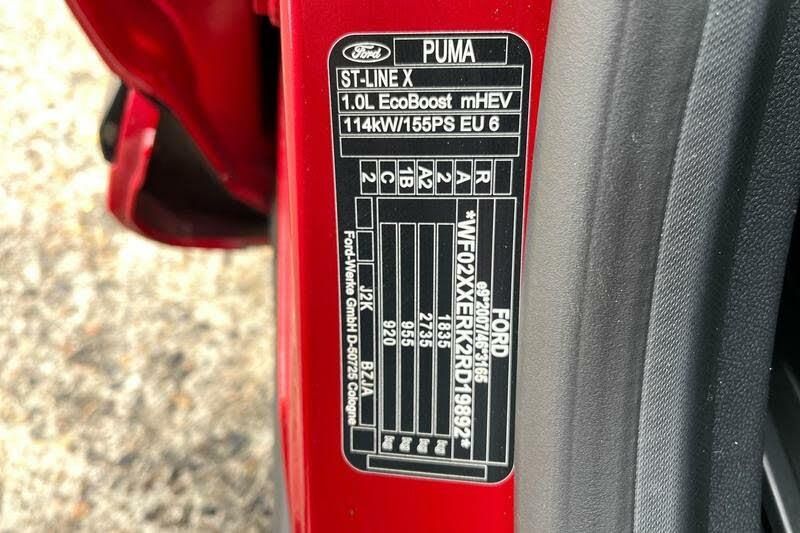 Ford PUMA
ST-LINE X
1.0L EcoBoost mHEV
114kW/155PS EU 6
FORD
e9*2007/46*3165
*WF02XXERK2RD19892*
1835 kg
2735 kg
955 kg
920 kg
R A 2 A2 1B C 2
J2K BZJA
Ford-Werke GmbH D-50725 Cologne